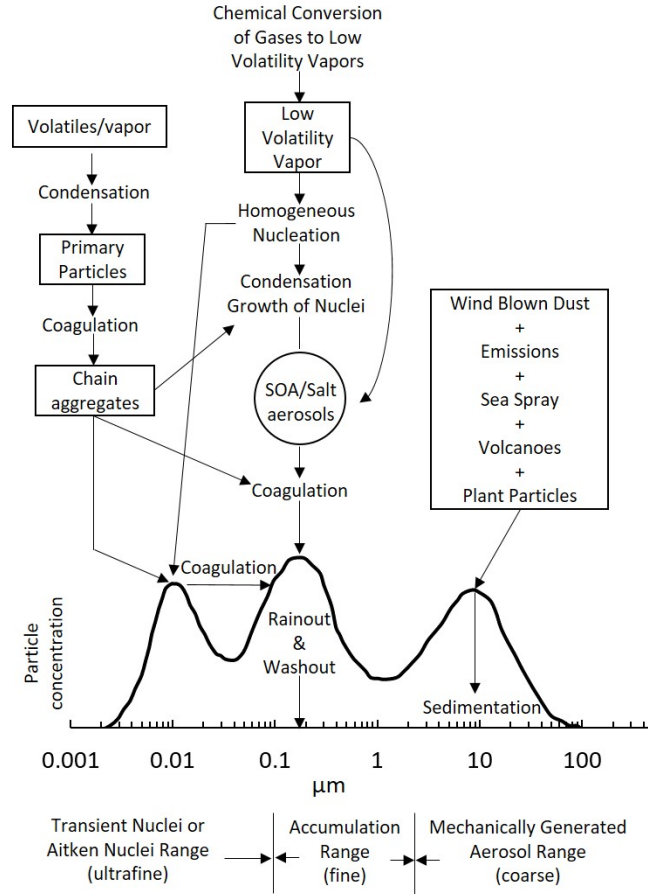 Chemical Conversion
of Gases to Low
Volatility Vapors
Volatiles/vapor
Low
Volatility
Vapor
Condensation
Homogeneous
Nucleation
Primary
Particles
Condensation
Growth of Nuclei
Coagulation
Chain
aggregates
SOA/Salt
aerosols
Wind Blown Dust
+
Emissions
+
Sea Spray
+
Volcanoes
+
Plant Particles
Coagulation
Coagulation
Rainout
&
Washout
Sedimentation
Particle
concentration
0.001 0.01 0.1 1 10 100
μm
Transient Nuclei or
Aitken Nuclei Range
(ultrafine)
Accumulation
Range
(fine)
Mechanically Generated
Aerosol Range
(coarse)